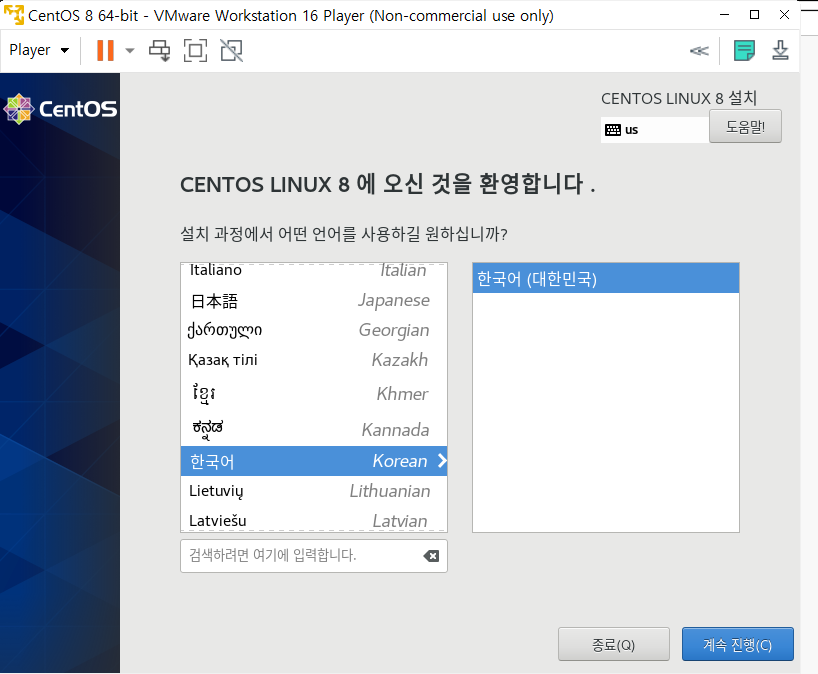 CentOS 8 64-bit - VMware Workstation 16 Player (Non-commercial use only)
Player
CentOS
CENTOS LINUX 8 설치
us
도움말!
CENTOS LINUX 8 에 오신 것을 환영합니다 .
설치 과정에서 어떤 언어를 사용하길 원하십니까?
Italiano Italian
日本語 Japanese
ქართული Georgian
Қазақ тілі Kazakh
ខ្មែរ Khmer
ಕನ್ನಡ Kannada
한국어 Korean
Lietuvių Lithuanian
Latviešu Latvian
한국어 (대한민국)
검색하려면 여기에 입력합니다.
종료(Q)
계속 진행(C)